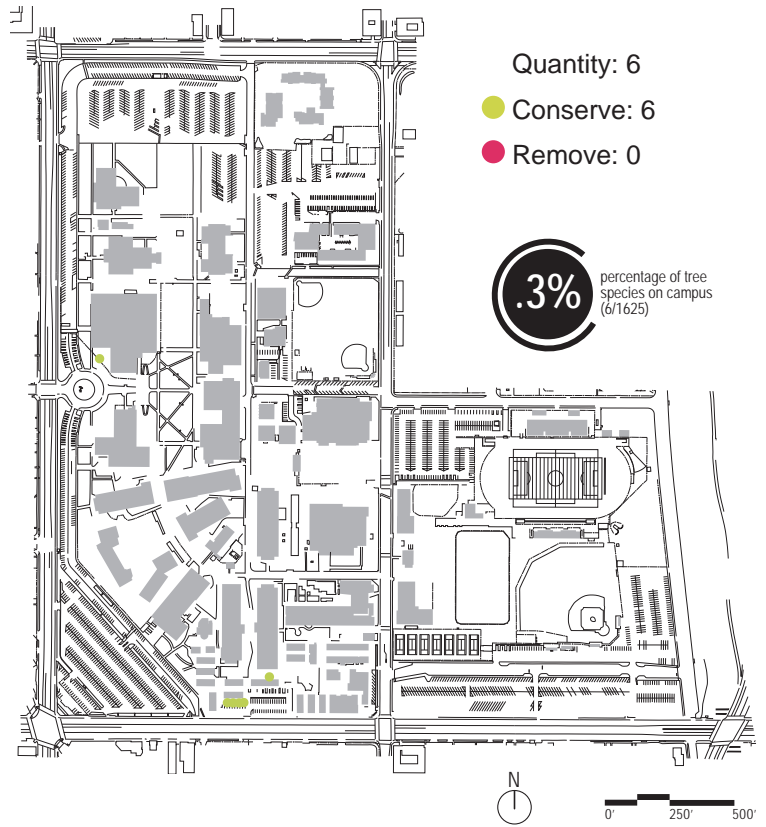 Quantity: 6
Conserve: 6
Remove: 0
.3%
percentage of tree
species on campus
(6/1625)
N
0' 250' 500'